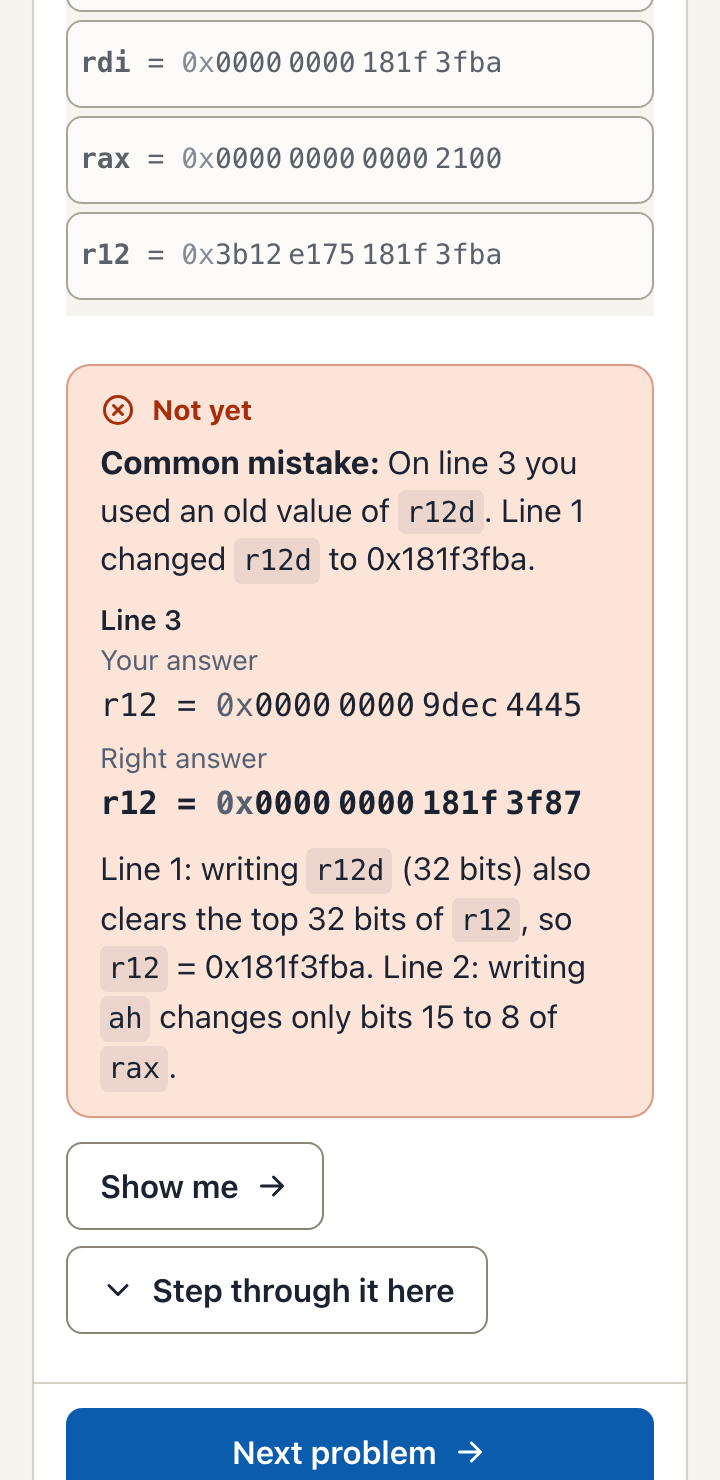 rdi = 0x0000 0000 181f 3fba
rax = 0x0000 0000 0000 2100
r12 = 0x3b12 e175 181f 3fba
Not yet
Common mistake: On line 3 you
used an old value of r12d. Line 1
changed r12d to 0x181f3fba.
Line 3
Your answer
r12 = 0x0000 0000 9dec 4445
Right answer
r12 = 0x0000 0000 181f 3f87
Line 1: writing r12d (32 bits) also
clears the top 32 bits of r12, so
r12 = 0x181f3fba. Line 2: writing
ah changes only bits 15 to 8 of
rax.
Show me →
Step through it here
Next problem →